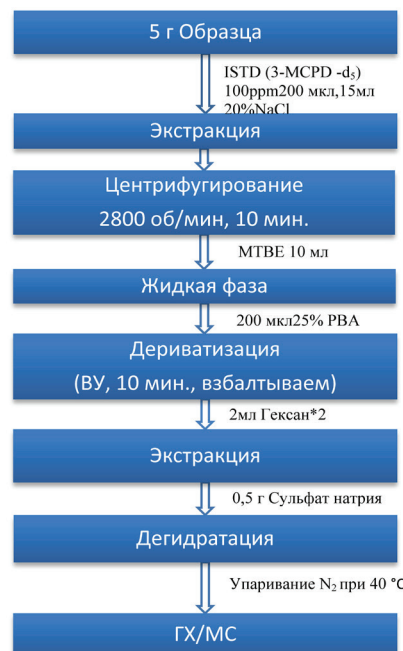 5 г Образца
ISTD (3-MCPD -d₅)
100ppm200 мкл,15мл
20%NaCl
Экстракция
Центрифугирование
2800 об/мин, 10 мин.
МТВЕ 10 мл
Жидкая фаза
200 мкл25% РВА
Дериватизация
(ВУ, 10 мин., взбалтываем)
2мл Гексан*2
Экстракция
0,5 г Сульфат натрия
Дегидратация
Упаривание N₂ при 40 °C
ГХ/МС